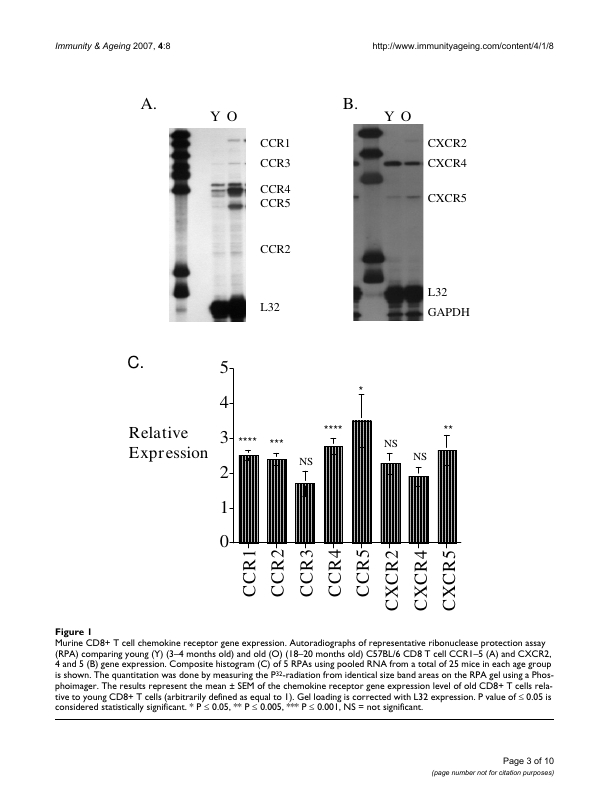 Immunity & Ageing 2007, 4:8
http://www.immunityageing.com/content/4/1/8
A.
Y O
CCR1
CCR3
CCR4
CCR5
CCR2
L32
B.
Y O
CXCR2
CXCR4
CXCR5
L32
GAPDH
C.
5
4
3
2
1
0
Relative
Expression
****
***
NS
****
*
NS
NS
**
CCR1
CCR2
CCR3
CCR4
CCR5
CXCR2
CXCR4
CXCR5
Figure 1
Murine CD8+ T cell chemokine receptor gene expression. Autoradiographs of representative ribonuclease protection assay
(RPA) comparing young (Y) (3–4 months old) and old (O) (18–20 months old) C57BL/6 CD8 T cell CCR1–5 (A) and CXCR2,
4 and 5 (B) gene expression. Composite histogram (C) of 5 RPAs using pooled RNA from a total of 25 mice in each age group
is shown. The quantitation was done by measuring the P32-radiation from identical size band areas on the RPA gel using a Phos-
phoimager. The results represent the mean ± SEM of the chemokine receptor gene expression level of old CD8+ T cells rela-
tive to young CD8+ T cells (arbitrarily defined as equal to 1). Gel loading is corrected with L32 expression. P value of ≤ 0.05 is
considered statistically significant. * P ≤ 0.05, ** P ≤ 0.005, *** P ≤ 0.001, NS = not significant.
Page 3 of 10
(page number not for citation purposes)